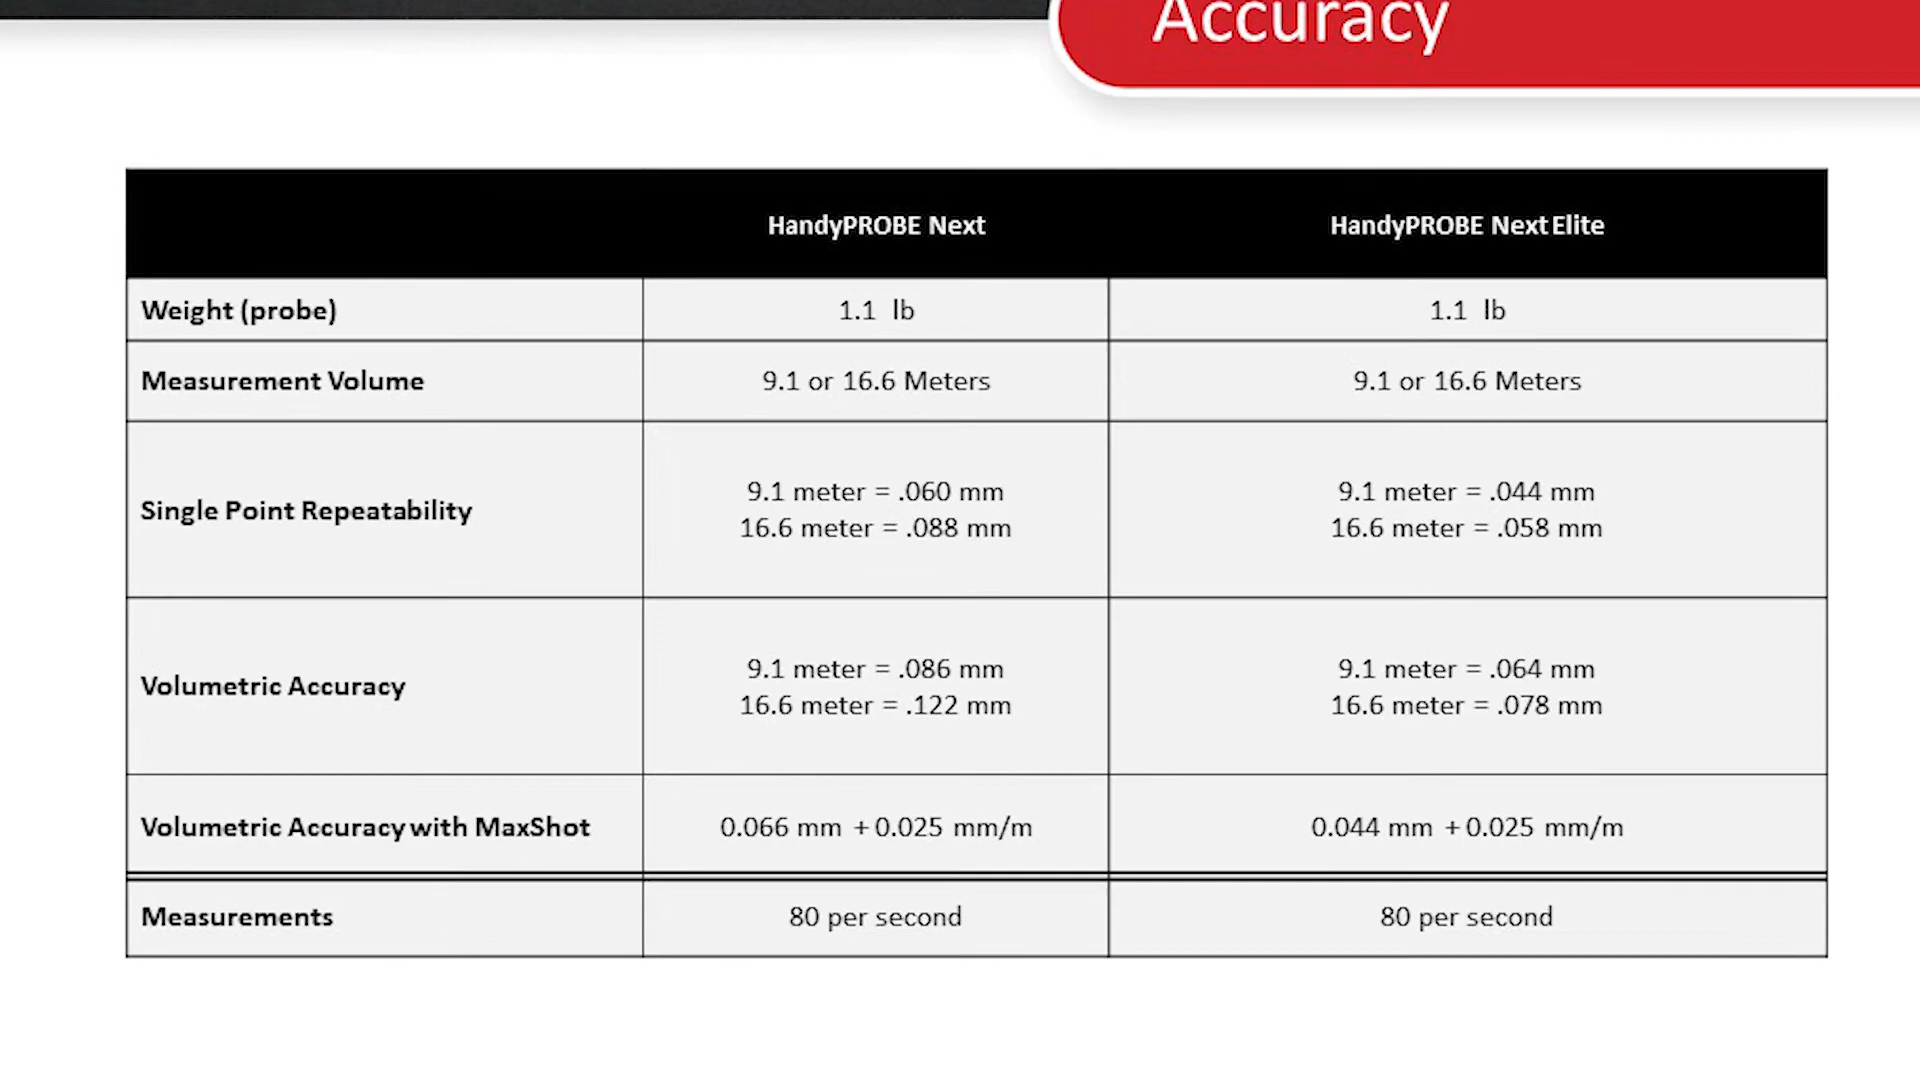 Accuracy
HandyPROBE Next HandyPROBE Next Elite
Weight (probe) 1.1 lb 1.1 lb
Measurement Volume 9.1 or 16.6 Meters 9.1 or 16.6 Meters
Single Point Repeatability
9.1 meter = .060 mm
16.6 meter = .088 mm
9.1 meter = .044 mm
16.6 meter = .058 mm
Volumetric Accuracy
9.1 meter = .086 mm
16.6 meter = .122 mm
9.1 meter = .064 mm
16.6 meter = .078 mm
Volumetric Accuracy with MaxShot 0.066 mm + 0.025 mm/m 0.044 mm + 0.025 mm/m
Measurements 80 per second 80 per second